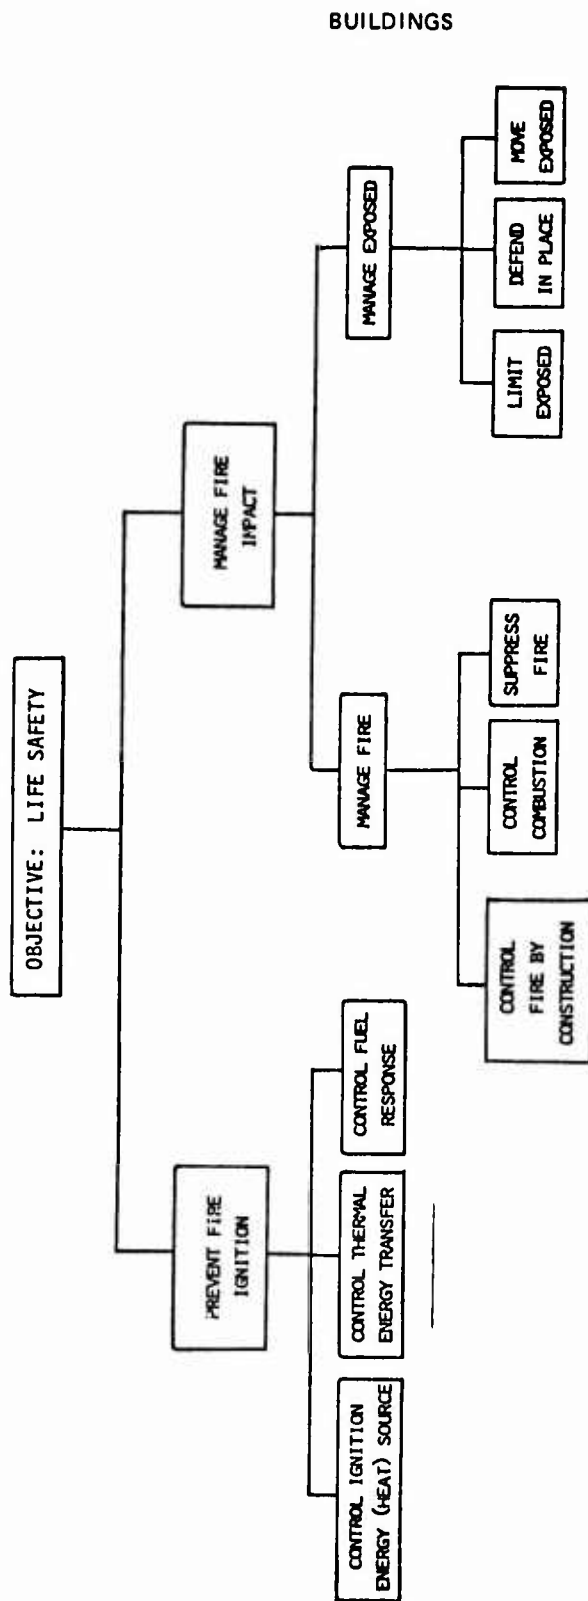 BUILDINGS
OBJECTIVE: LIFE SAFETY
PREVENT FIRE
IGNITION
MANAGE FIRE
IMPACT
CONTROL IGNITION
ENERGY (HEAT) SOURCE
CONTROL THERMAL
ENERGY TRANSFER
CONTROL FUEL
RESPONSE
MANAGE FIRE
MANAGE EXPOSED
CONTROL
FIRE BY
CONSTRUCTION
CONTROL
COMBUSTION
SUPPRESS
FIRE
LIMIT
EXPOSED
DEFEND
IN PLACE
MOVE
EXPOSED